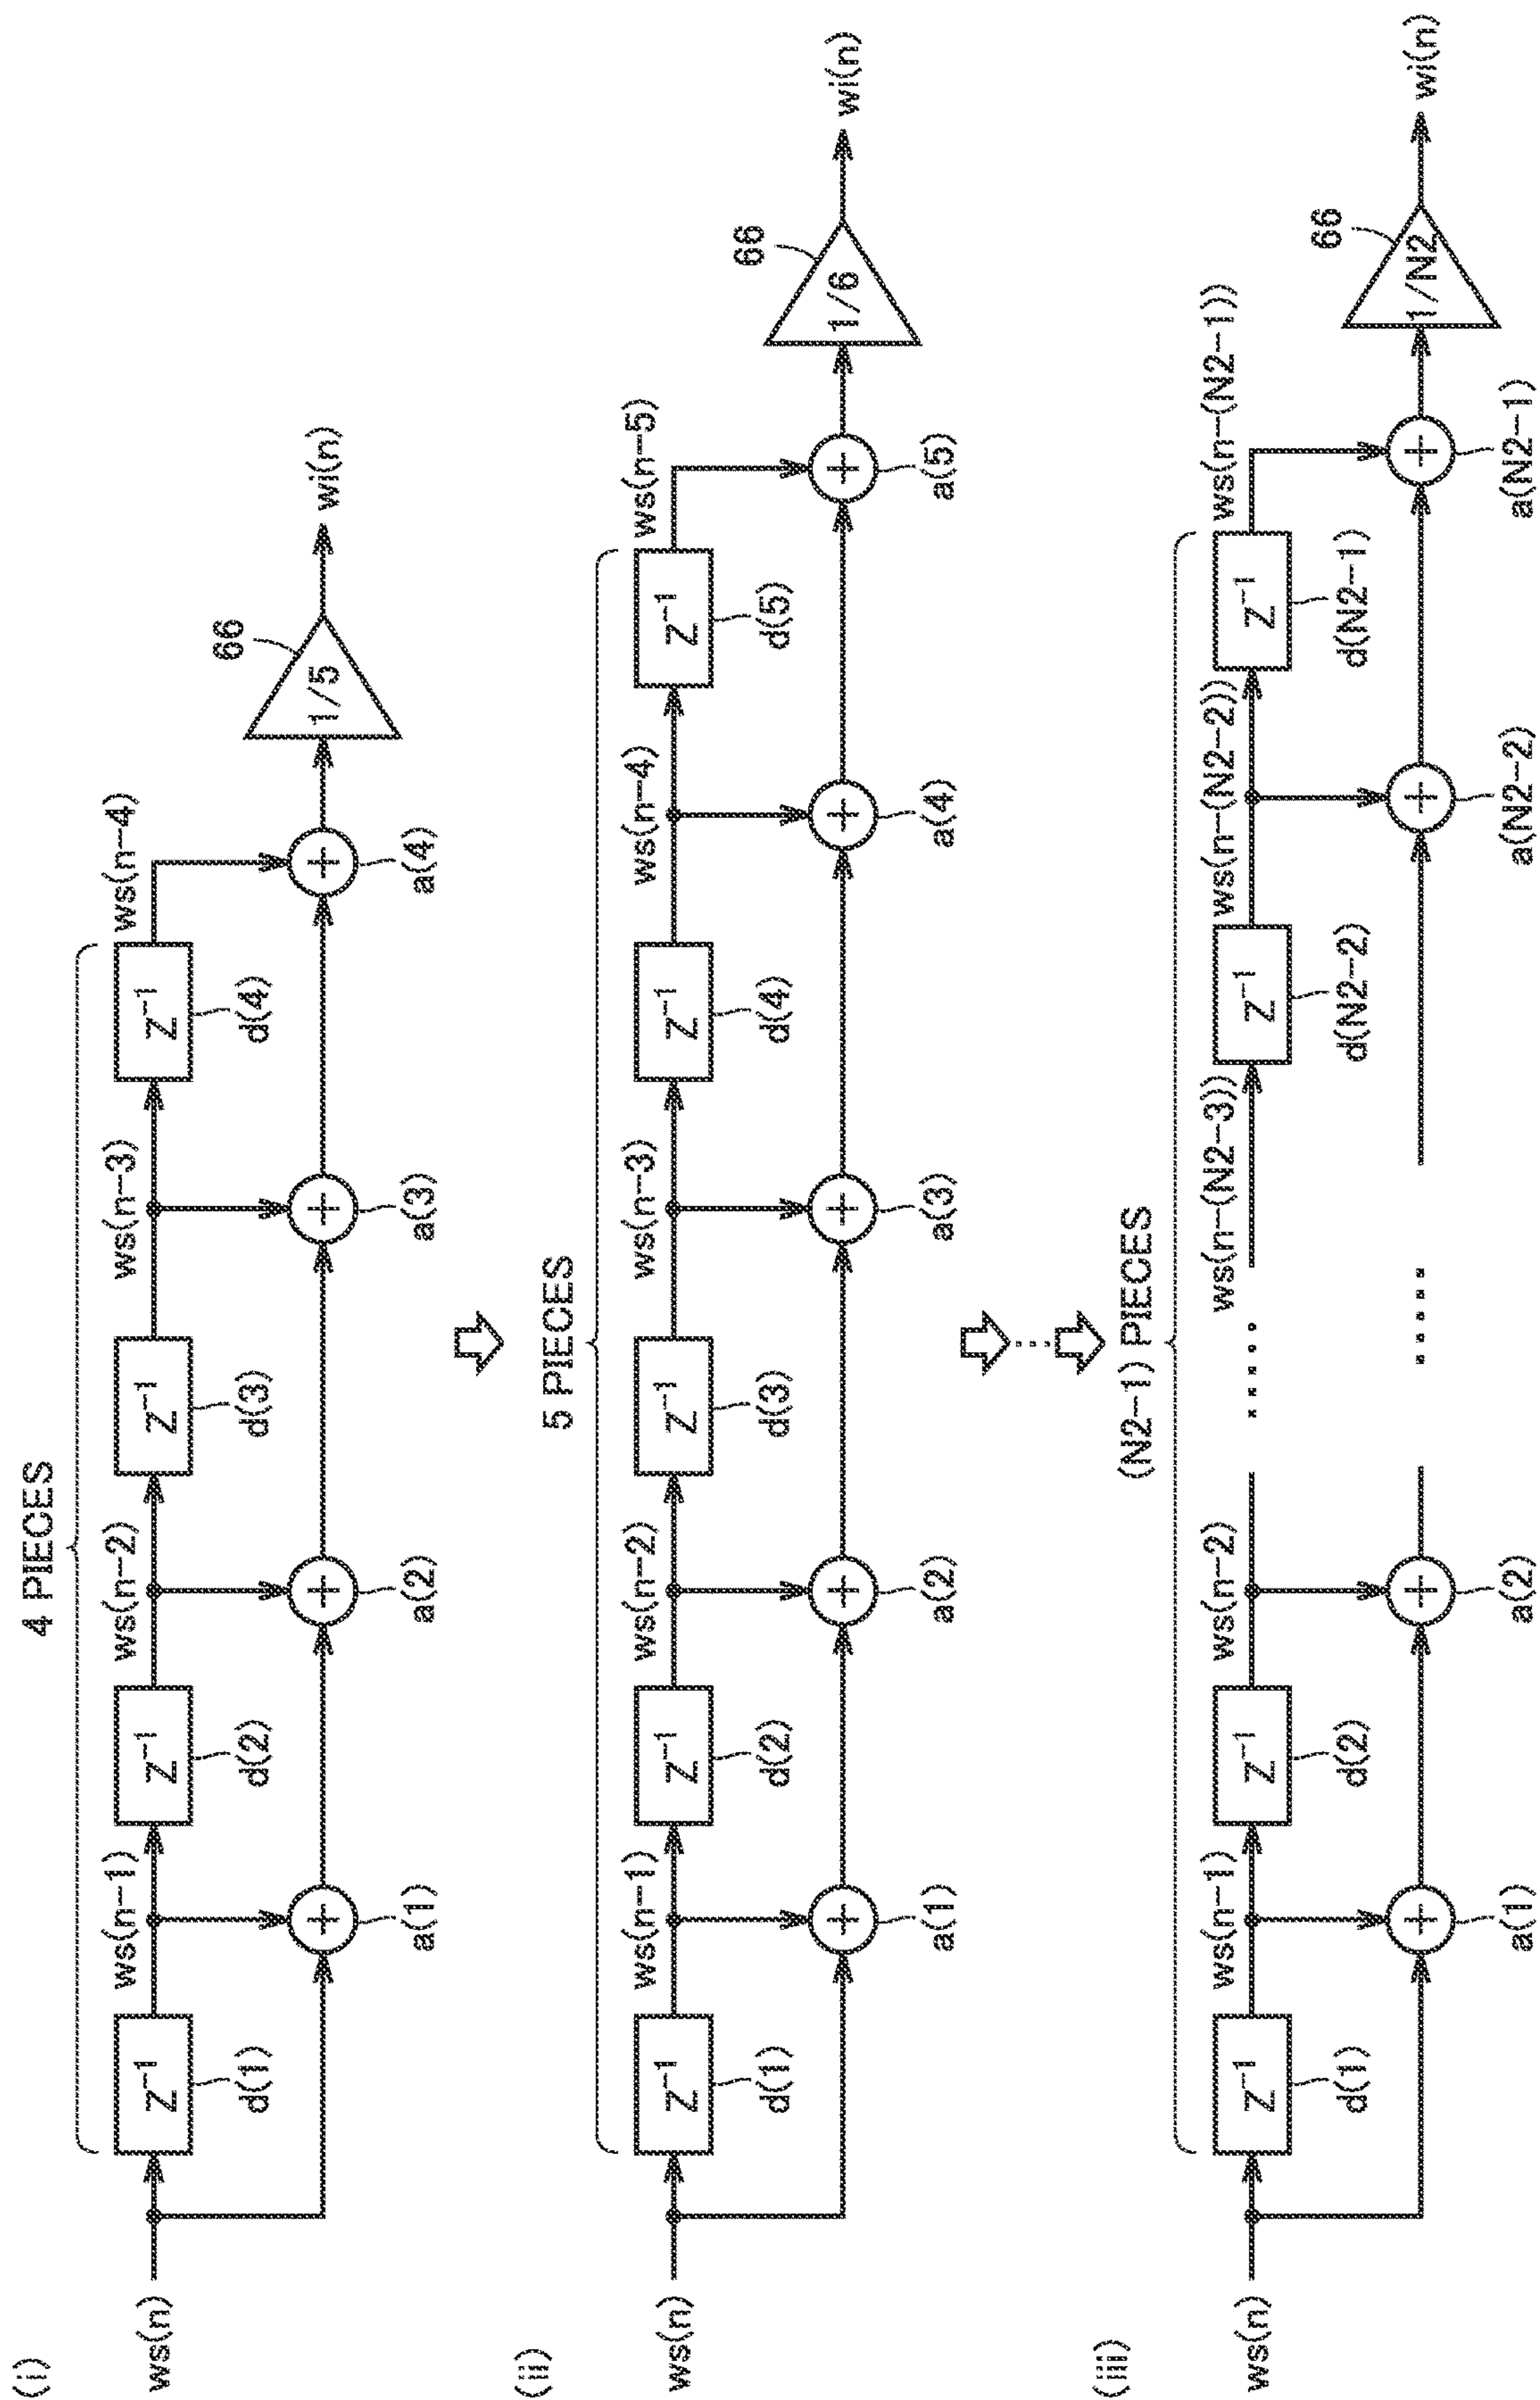 (i)
4 PIECES
ws(n)
ws(n-1)
ws(n-2)
ws(n-3)
ws(n-4)
Z⁻¹
Z⁻¹
Z⁻¹
Z⁻¹
d(1)
d(2)
d(3)
d(4)
66
1/5
wi(n)
a(1)
a(2)
a(3)
a(4)
(ii)
5 PIECES
ws(n)
ws(n-1)
ws(n-2)
ws(n-3)
ws(n-4)
ws(n-5)
Z⁻¹
Z⁻¹
Z⁻¹
Z⁻¹
Z⁻¹
d(1)
d(2)
d(3)
d(4)
d(5)
66
1/6
wi(n)
a(1)
a(2)
a(3)
a(4)
a(5)
(iii)
(N2-1) PIECES
ws(n)
ws(n-1)
ws(n-2)
ws(n-(N2-3))
ws(n-(N2-2))
ws(n-(N2-1))
Z⁻¹
Z⁻¹
Z⁻¹
Z⁻¹
d(1)
d(2)
d(N2-2)
d(N2-1)
66
1/N2
wi(n)
a(1)
a(2)
a(N2-2)
a(N2-1)